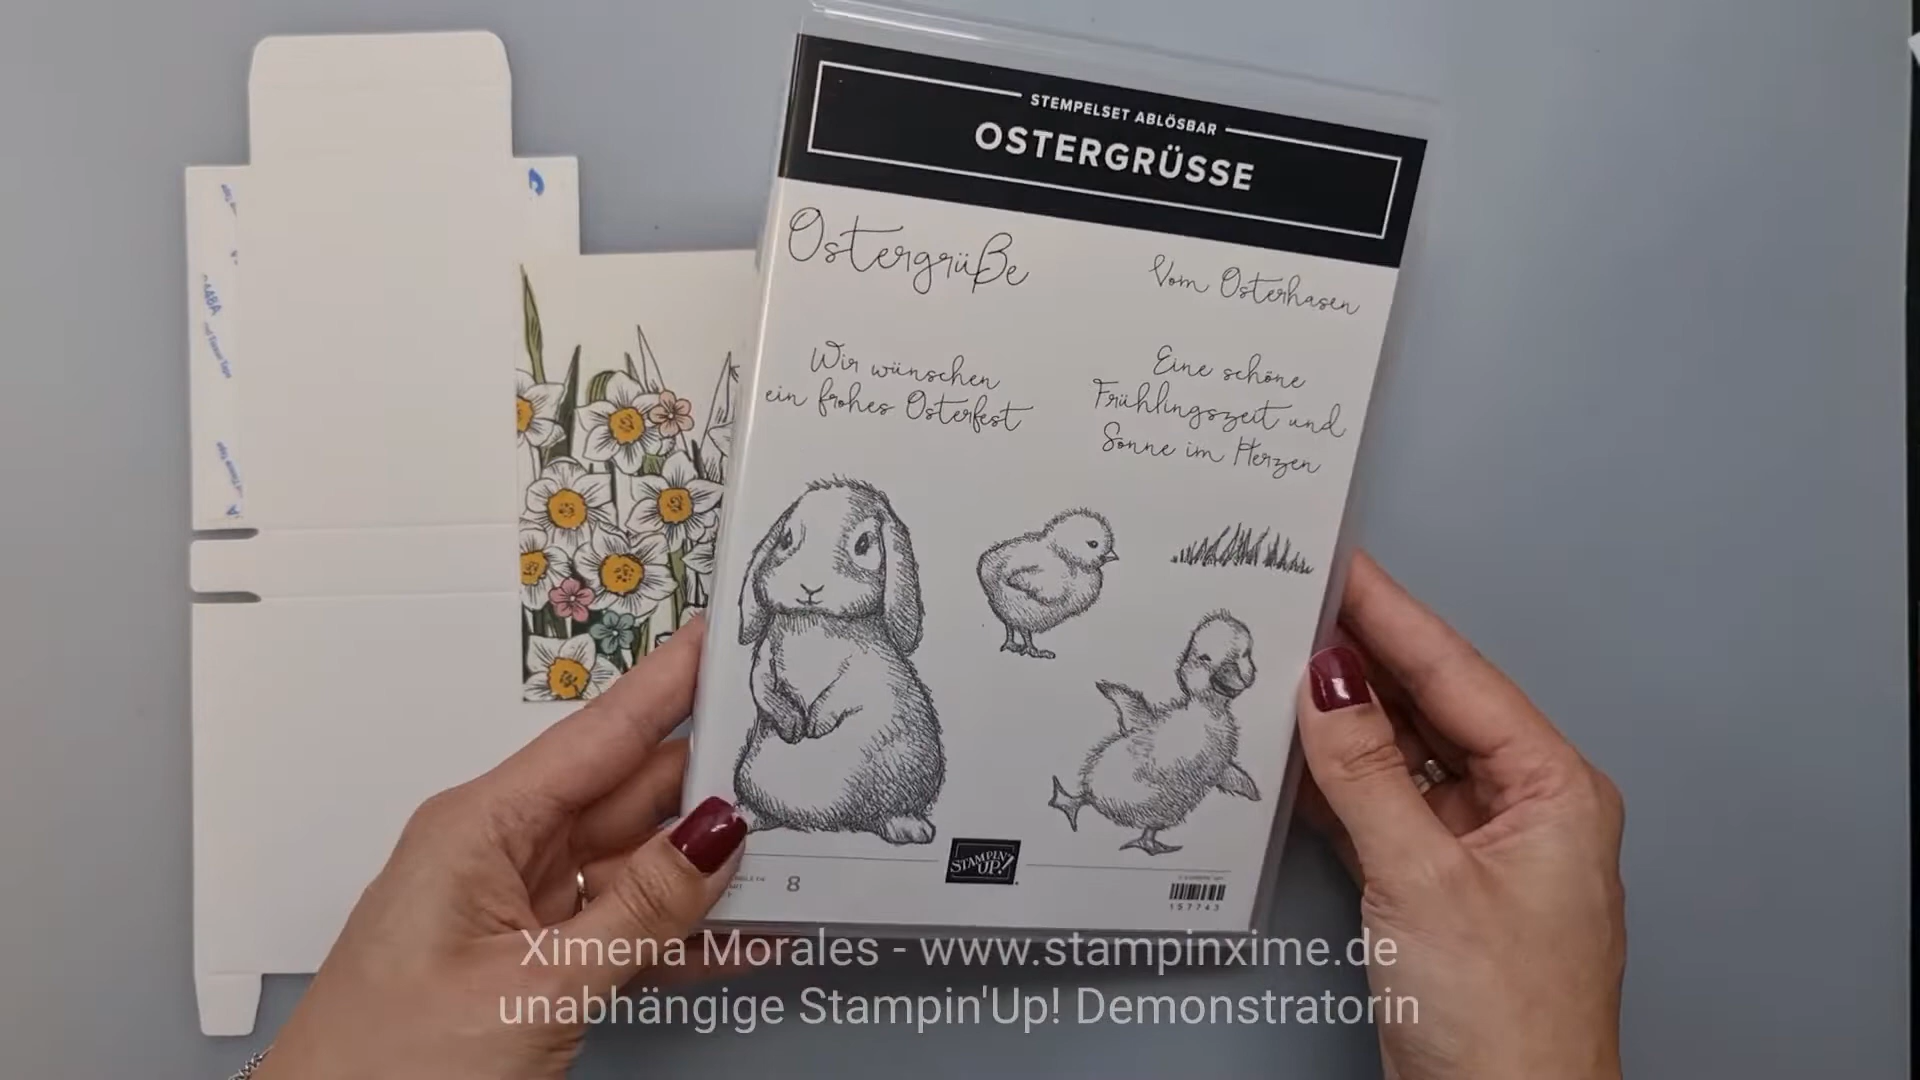 STEMPELSET ABLÖSBAR
OSTERGRÜSSE
Ostergrüße
Vom Osterhasen
Wir wünschen
ein frohes Osterfest
Eine schöne
Frühlingszeit und
Sonne im Herzen
STAMPIN' UP!
8
157743
Ximena Morales - www.stampinxime.de
unabhängige Stampin'Up! Demonstratorin